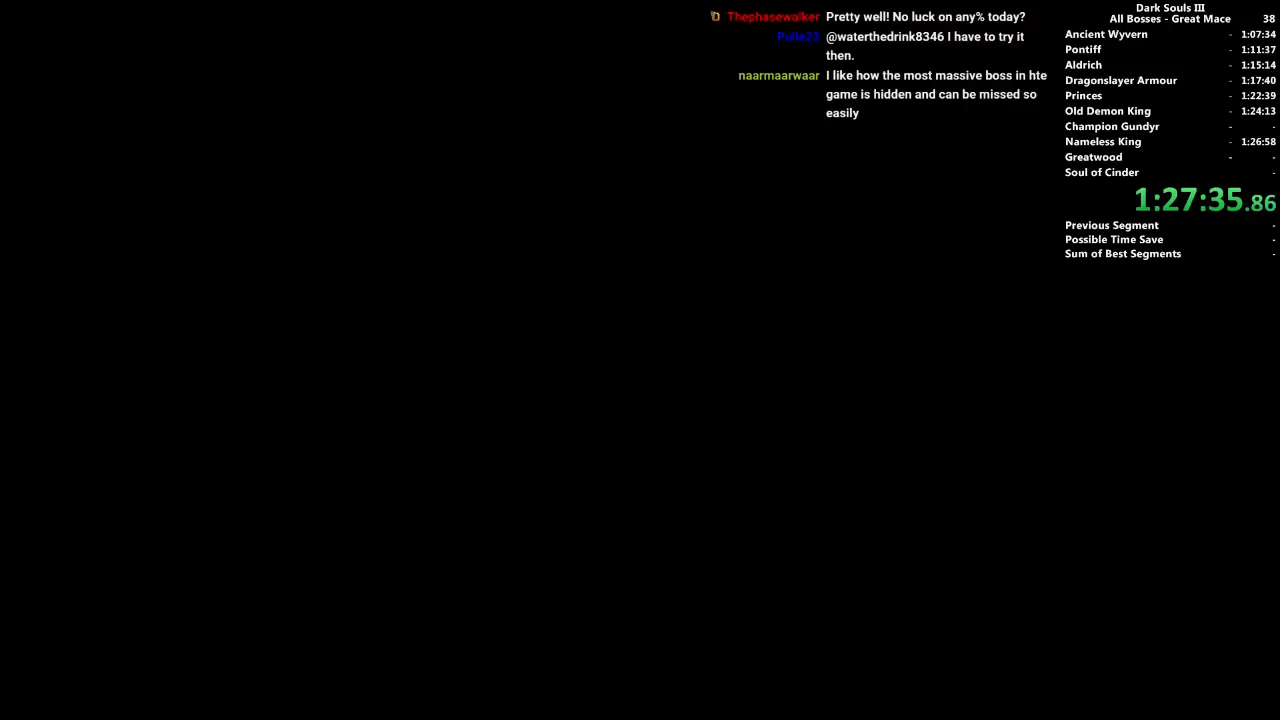 Thephasewalker Pretty well! No luck on any% today?
Pulle23 @waterthedrink8346 I have to try it
then.
naarmaarwaar I like how the most massive boss in hte
game is hidden and can be missed so
easily
Dark Souls III
All Bosses - Great Mace 38
Ancient Wyvern - 1:07:34
Pontiff - 1:11:37
Aldrich - 1:15:14
Dragonslayer Armour - 1:17:40
Princes - 1:22:39
Old Demon King - 1:24:13
Champion Gundyr - -
Nameless King - 1:26:58
Greatwood - -
Soul of Cinder -
1:27:35.86
Previous Segment -
Possible Time Save -
Sum of Best Segments -